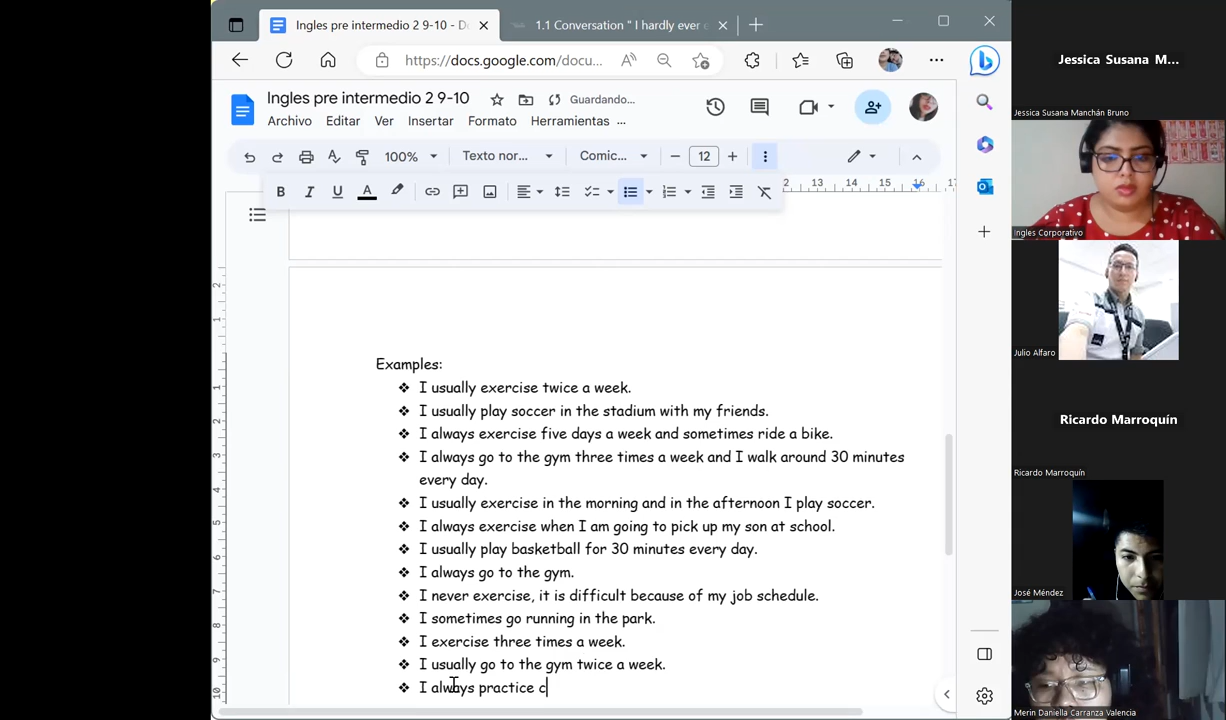 Ingles pre intermedio 2 9-10 - Do
1.1 Conversation " I hardly ever e
https://docs.google.com/docu...
Ingles pre intermedio 2 9-10
Guardando...
Archivo Editar Ver Insertar Formato Herramientas ...
100% Texto nor... Comic... 12
12 13 14 15 16 17
Examples:
❖ I usually exercise twice a week.
❖ I usually play soccer in the stadium with my friends.
❖ I always exercise five days a week and sometimes ride a bike.
❖ I always go to the gym three times a week and I walk around 30 minutes
every day.
❖ I usually exercise in the morning and in the afternoon I play soccer.
❖ I always exercise when I am going to pick up my son at school.
❖ I usually play basketball for 30 minutes every day.
❖ I always go to the gym.
❖ I never exercise, it is difficult because of my job schedule.
❖ I sometimes go running in the park.
❖ I exercise three times a week.
❖ I usually go to the gym twice a week.
❖ I always practice c
Jessica Susana M...
Jessica Susana Manchán Bruno
Ingles Corporativo
Julio Alfaro
Ricardo Marroquín
Ricardo Marroquín
José Méndez
Merin Daniella Carranza Valencia